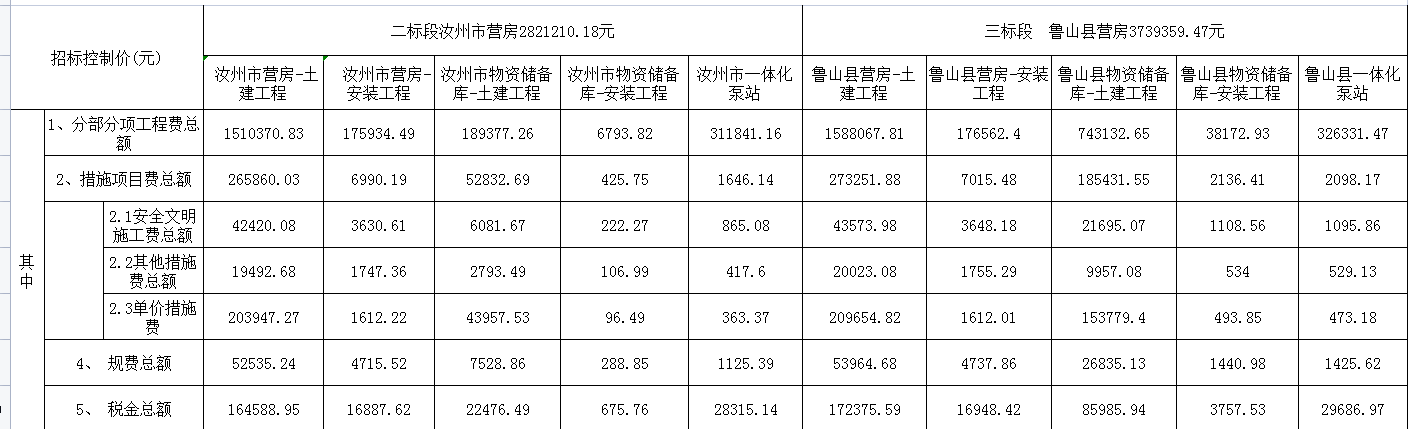 招标控制价(元)
二标段汝州市营房2821210.18元
三标段 鲁山县营房3739359.47元
汝州市营房-土
建工程
汝州市营房-
安装工程
汝州市物资储备
库-土建工程
汝州市物资储备
库-安装工程
汝州市一体化
泵站
鲁山县营房-土
建工程
鲁山县营房-安装
工程
鲁山县物资储备
库-土建工程
鲁山县物资储备
库-安装工程
鲁山县一体化
泵站
其
中
1、分部分项工程费总
额
1510370.83 175934.49 189377.26 6793.82 311841.16 1588067.81 176562.4 743132.65 38172.93 326331.47
2、措施项目费总额 265860.03 6990.19 52832.69 425.75 1646.14 273251.88 7015.48 185431.55 2136.41 2098.17
2.1安全文明
施工费总额
42420.08 3630.61 6081.67 222.27 865.08 43573.98 3648.18 21695.07 1108.56 1095.86
2.2其他措施
费总额
19492.68 1747.36 2793.49 106.99 417.6 20023.08 1755.29 9957.08 534 529.13
2.3单价措施
费
203947.27 1612.22 43957.53 96.49 363.37 209654.82 1612.01 153779.4 493.85 473.18
4、 规费总额 52535.24 4715.52 7528.86 288.85 1125.39 53964.68 4737.86 26835.13 1440.98 1425.62
5、 税金总额 164588.95 16887.62 22476.49 675.76 28315.14 172375.59 16948.42 85985.94 3757.53 29686.97